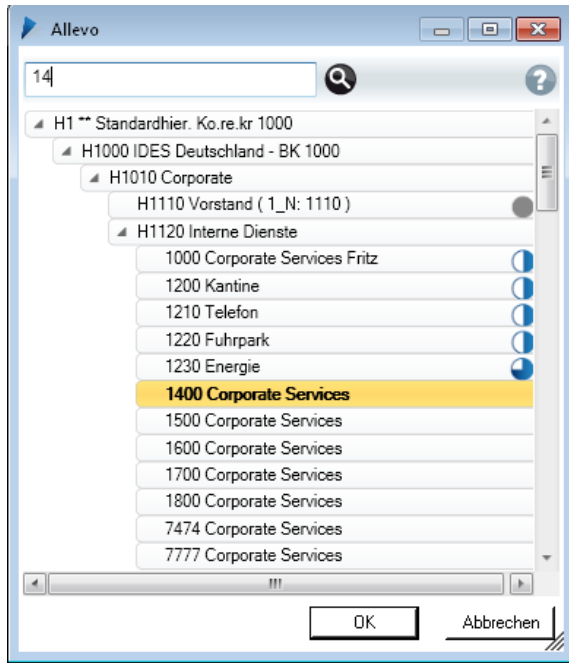 Allevo
14
H1 ** Standardhier. Ko.re.kr 1000
H1000 IDES Deutschland - BK 1000
H1010 Corporate
H1110 Vorstand ( 1_N: 1110 )
H1120 Interne Dienste
1000 Corporate Services Fritz
1200 Kantine
1210 Telefon
1220 Fuhrpark
1230 Energie
1400 Corporate Services
1500 Corporate Services
1600 Corporate Services
1700 Corporate Services
1800 Corporate Services
7474 Corporate Services
7777 Corporate Services
OK Abbrechen